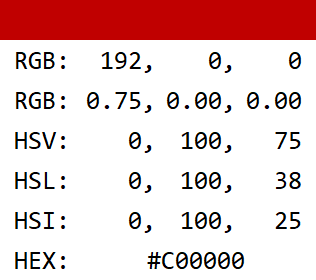 RGB: 192, 0, 0
RGB: 0.75, 0.00, 0.00
HSV: 0, 100, 75
HSL: 0, 100, 38
HSI: 0, 100, 25
HEX: #C00000